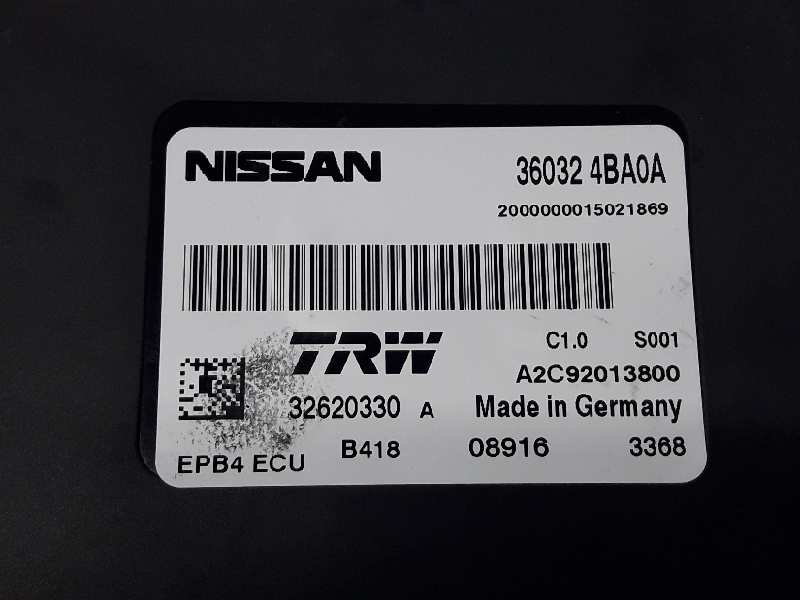 NISSAN 36032 4BA0A
2000000015021869
TRW C1.0 S001
A2C92013800
32620330 A Made in Germany
EPB4 ECU B418 08916 3368